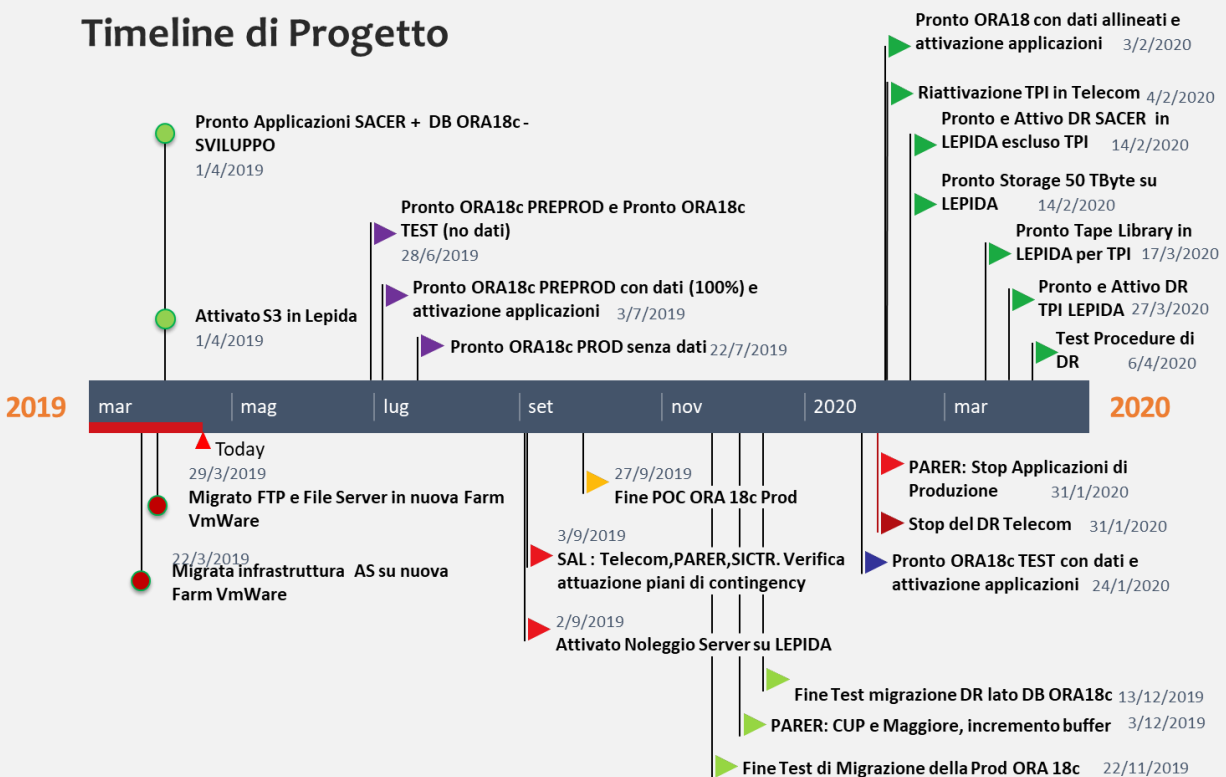 Timeline di Progetto
Pronto ORA18 con dati allineati e
attivazione applicazioni 3/2/2020
Riattivazione TPI in Telecom 4/2/2020
Pronto e Attivo DR SACER in
LEPIDA escluso TPI 14/2/2020
Pronto Storage 50 TByte su
LEPIDA 14/2/2020
Pronto Tape Library in
LEPIDA per TPI 17/3/2020
Pronto e Attivo DR
TPI LEPIDA 27/3/2020
Test Procedure di
DR 6/4/2020
Pronto Applicazioni SACER + DB ORA18c -
SVILUPPO
1/4/2019
Attivato S3 in Lepida
1/4/2019
Pronto ORA18c PREPROD e Pronto ORA18c
TEST (no dati)
28/6/2019
Pronto ORA18c PREPROD con dati (100%) e
attivazione applicazioni 3/7/2019
Pronto ORA18c PROD senza dati 22/7/2019
2019 mar mag lug set nov 2020 mar 2020
Today
29/3/2019
Migrato FTP e File Server in nuova Farm
VmWare
22/3/2019
Migrata infrastruttura AS su nuova
Farm VmWare
27/9/2019
Fine POC ORA 18c Prod
3/9/2019
SAL : Telecom,PARER,SICTR. Verifica
attuazione piani di contingency
2/9/2019
Attivato Noleggio Server su LEPIDA
PARER: Stop Applicazioni di
Produzione 31/1/2020
Stop del DR Telecom 31/1/2020
Pronto ORA18c TEST con dati e
attivazione applicazioni 24/1/2020
Fine Test migrazione DR lato DB ORA18c 13/12/2019
PARER: CUP e Maggiore, incremento buffer 3/12/2019
Fine Test di Migrazione della Prod ORA 18c 22/11/2019